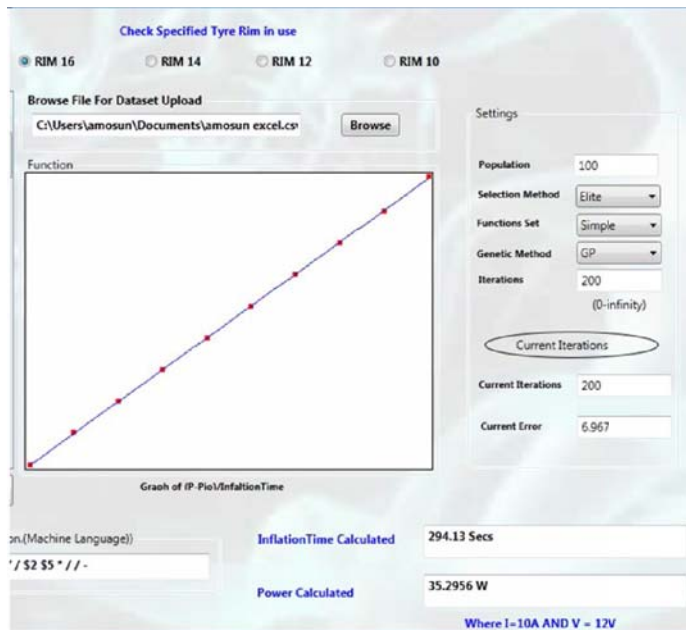 Check Specified Tyre Rim in use
RIM 16 RIM 14 RIM 12 RIM 10
Browse File For Dataset Upload
C:\Users\amosun\Documents\amosun excel.csv
Browse
Function
Graoh of (P-Pio)/InfaltionTime
Settings
Population 100
Selection Method Elite
Functions Set Simple
Genetic Method GP
Iterations 200
(0-infinity)
Current Iterations
Current Iterations 200
Current Error 6.967
on.(Machine Language))
* / $2 $5 * / / -
InflationTime Calculated 294.13 Secs
Power Calculated 35.2956 W
Where I=10A AND V = 12V